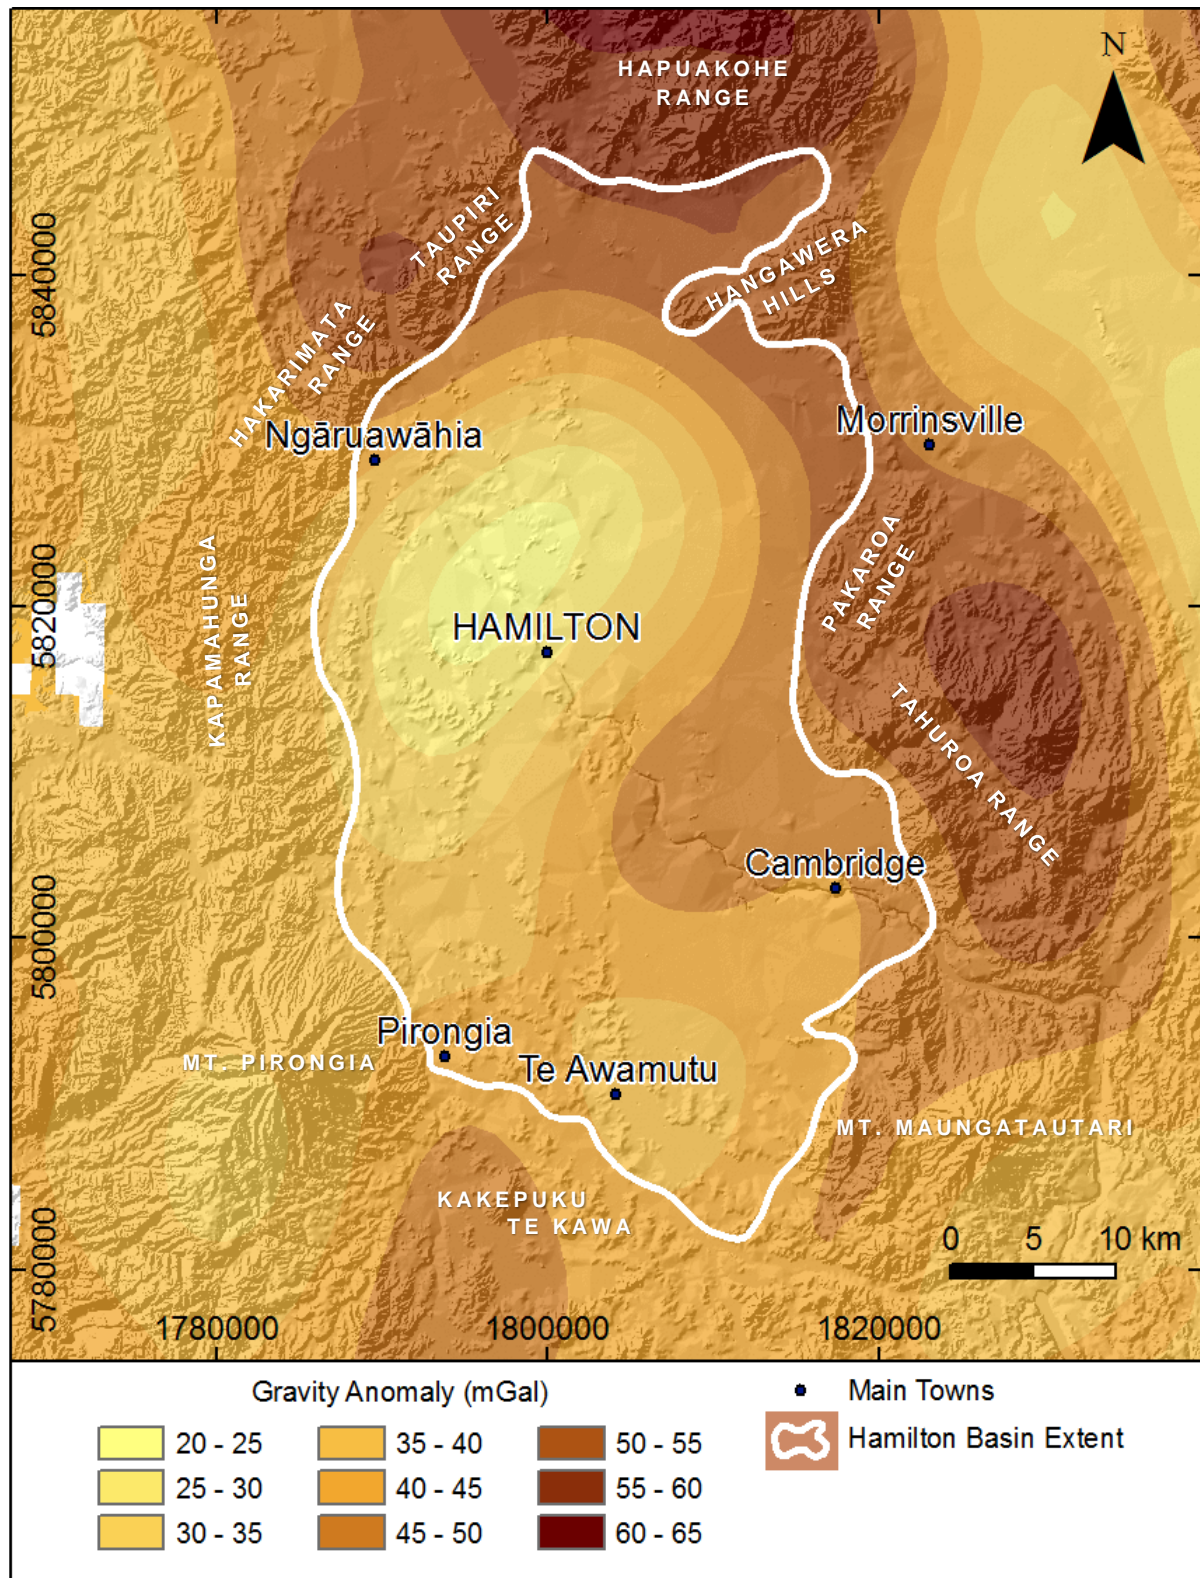 N
HAPUAKOHE
RANGE
5840000
TAUPIRI
RANGE
HANGAWERA
HILLS
HAKARIMATA
RANGE
Ngāruawāhia
Morrinsville
PAKAROA
RANGE
5820000
KAPAMAHUNGA
RANGE
HAMILTON
TAHUROA RANGE
Cambridge
5800000
Pirongia
MT. PIRONGIA
Te Awamutu
MT. MAUNGATAUTARI
KAKEPUKU
TE KAWA
5780000
0 5 10 km
1780000 1800000 1820000
Gravity Anomaly (mGal)
20 - 25
25 - 30
30 - 35
35 - 40
40 - 45
45 - 50
50 - 55
55 - 60
60 - 65
Main Towns
Hamilton Basin Extent